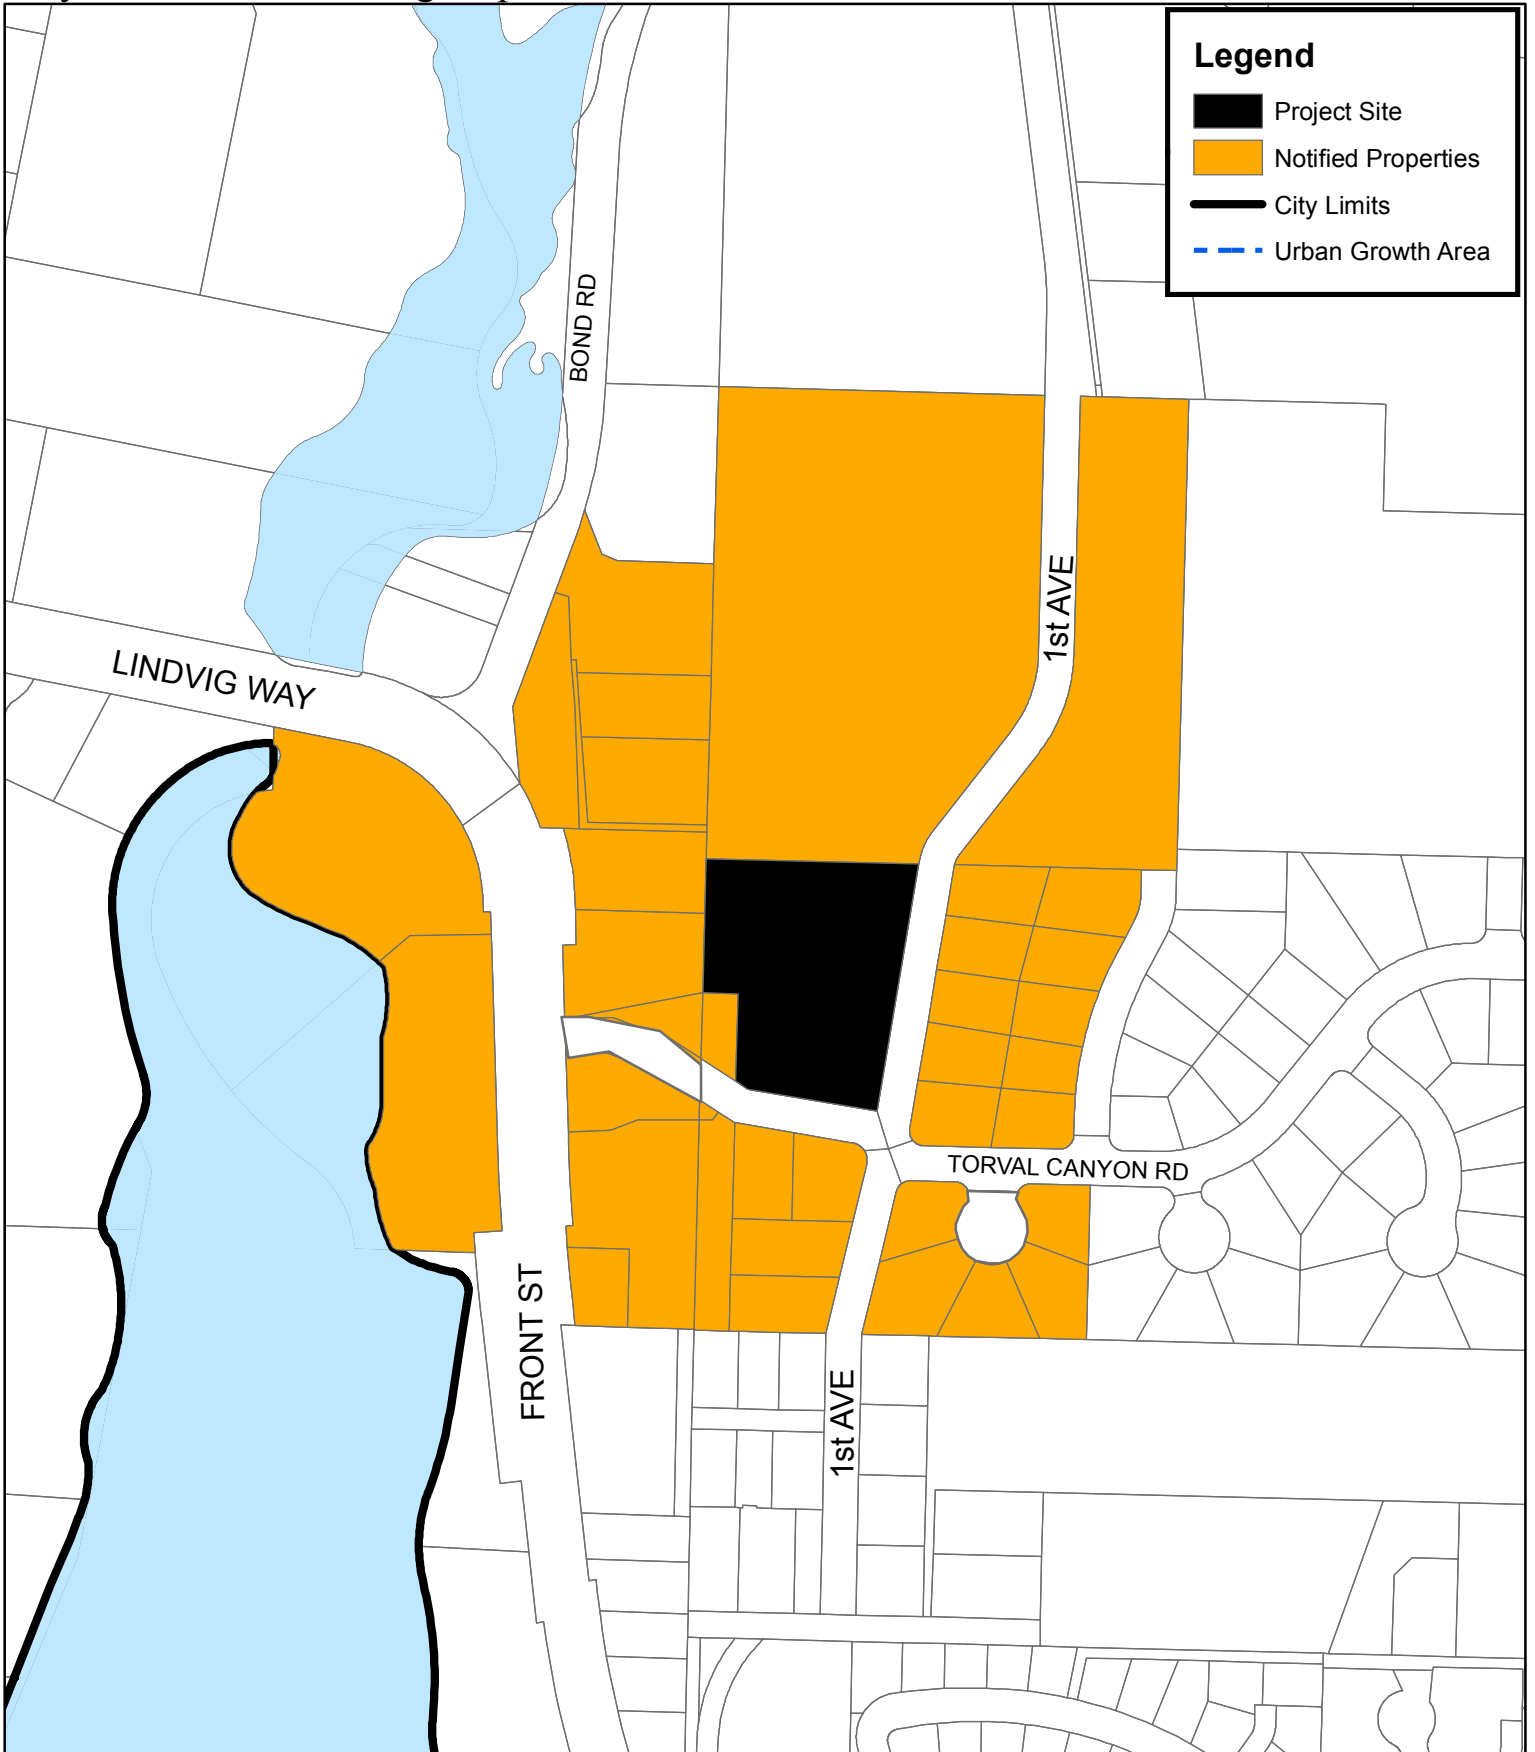 Legend
Project Site
Notified Properties
City Limits
Urban Growth Area
BOND RD
1st AVE
LINDVIG WAY
TORVAL CANYON RD
FRONT ST
1st AVE